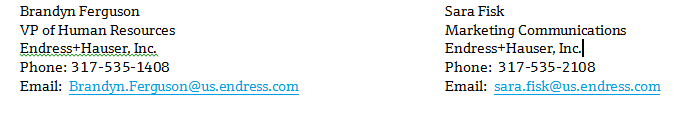 Brandyn Ferguson
VP of Human Resources
Endress+Hauser, Inc.
Phone: 317-535-1408
Email: Brandyn.Ferguson@us.endress.com
Sara Fisk
Marketing Communications
Endress+Hauser, Inc.
Phone: 317-535-2108
Email: sara.fisk@us.endress.com